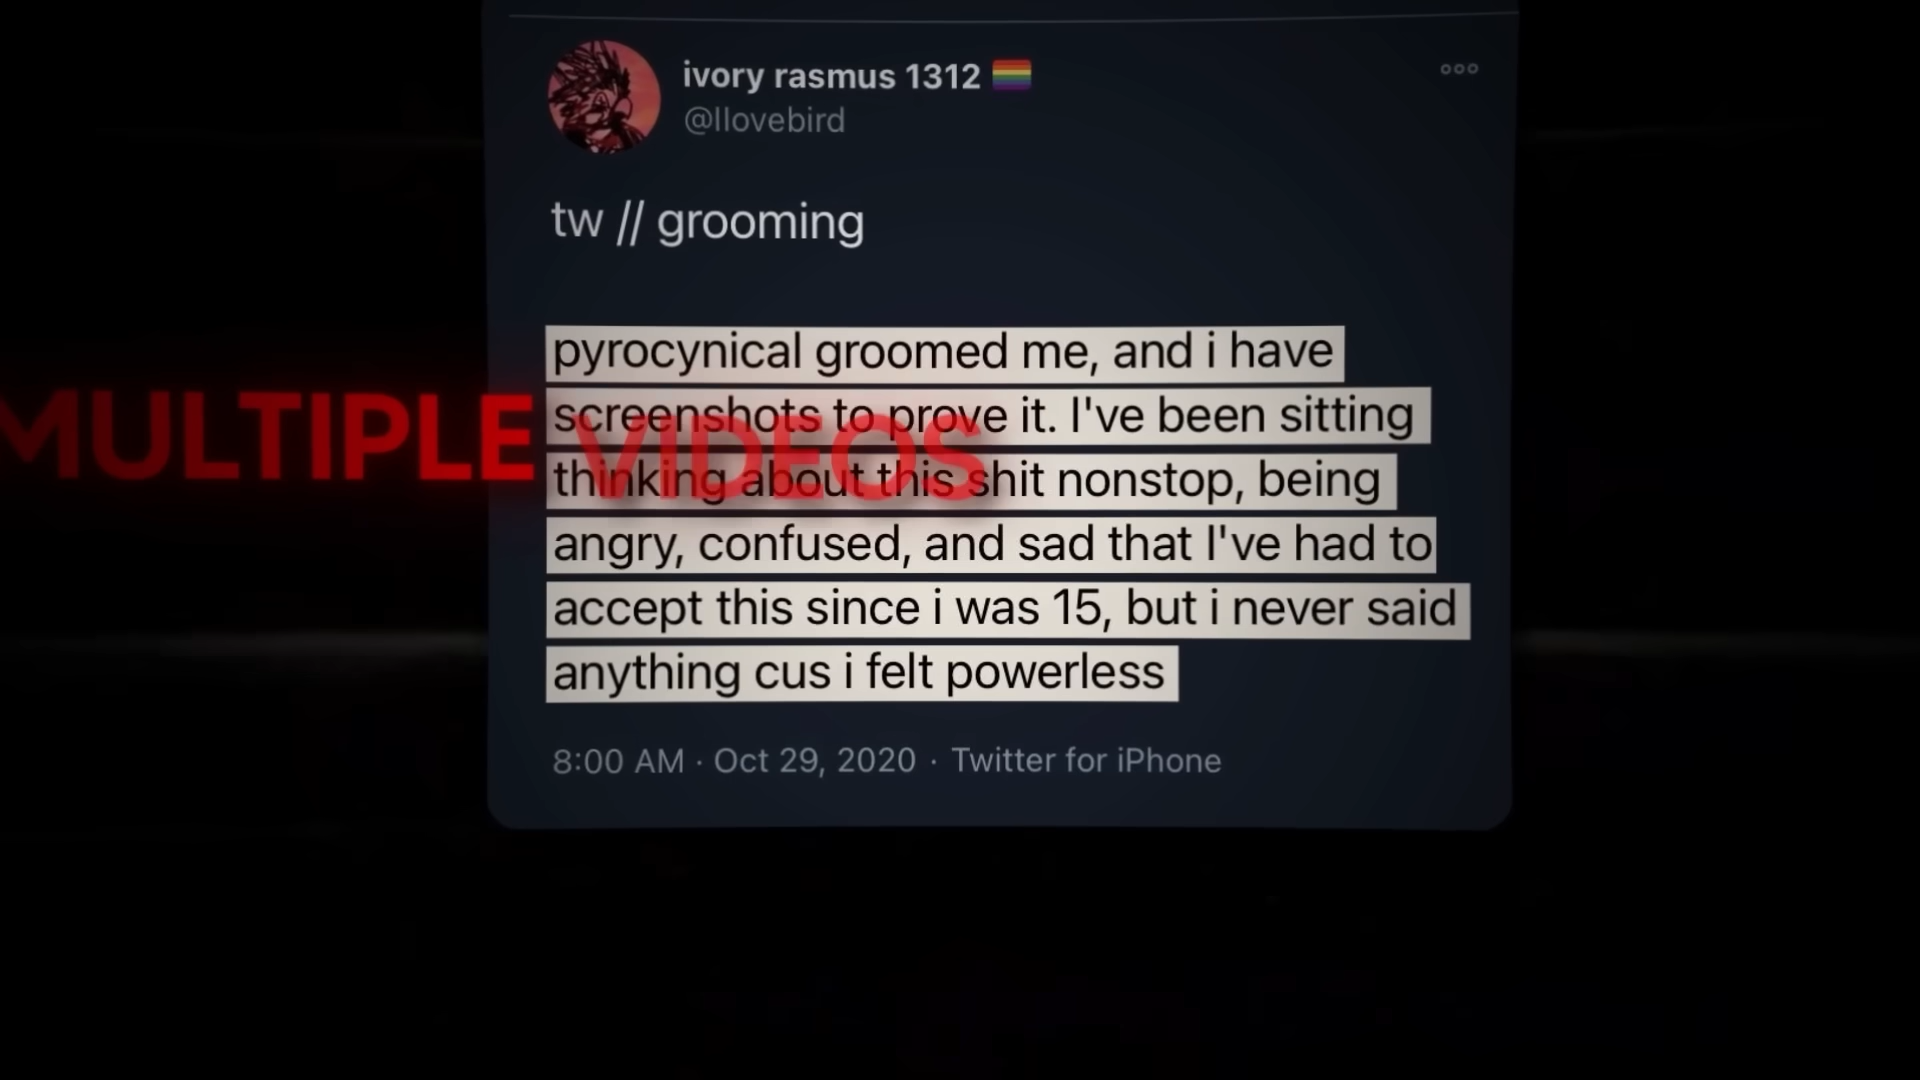 ivory rasmus 1312 🏳️‍🌈
@Ilovebird
tw // grooming
pyrocynical groomed me, and i have
screenshots to prove it. I've been sitting
thinking about this shit nonstop, being
angry, confused, and sad that I've had to
accept this since i was 15, but i never said
anything cus i felt powerless
8:00 AM · Oct 29, 2020 · Twitter for iPhone
MULTIPLE VIDEOS